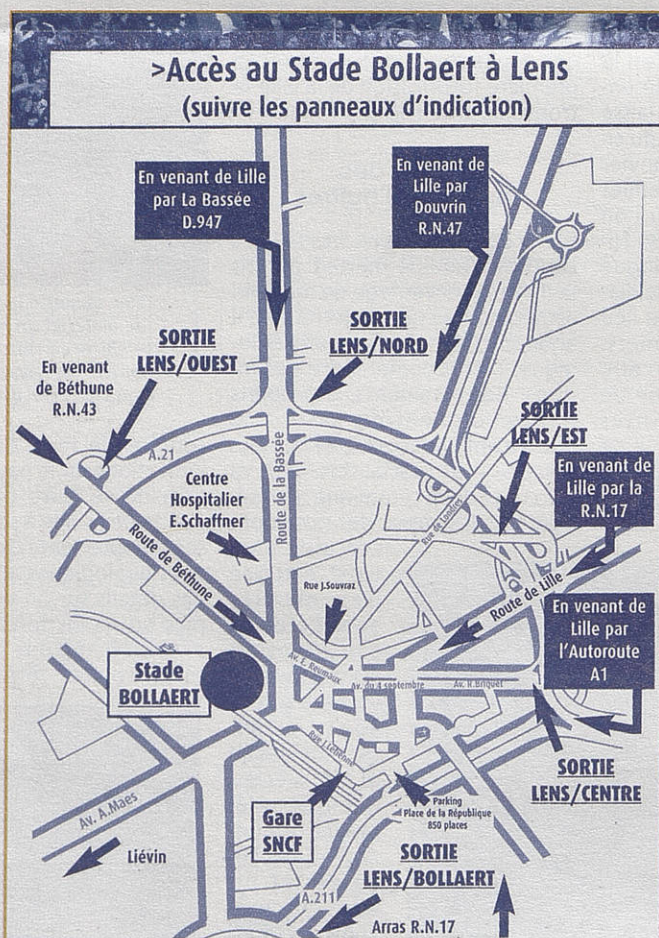 >Accès au Stade Bollaert à Lens
(suivre les panneaux d'indication)
En venant de Lille
par La Bassée
D.947
En venant de
Lille par
Douvrin
R.N.47
SORTIE
LENS/OUEST
SORTIE
LENS/NORD
En venant
de Béthune
R.N.43
A.21
SORTIE
LENS/EST
Centre
Hospitalier
E.Schaffner
Route de la Bassée
Rue de Londres
En venant de
Lille par la
R.N.17
Route de Béthune
Rue J.Souvraz
Route de Lille
En venant de
Lille par
l'Autoroute
A1
Stade
BOLLAERT
Av. E. Reumaux
Av. du 4 septembre
Av. R.Briquet
Rue J.Letienne
SORTIE
LENS/CENTRE
Av. A.Maes
Gare
SNCF
Parking
Place de la République
850 places
Liévin
SORTIE
LENS/BOLLAERT
A.211
Arras R.N.17